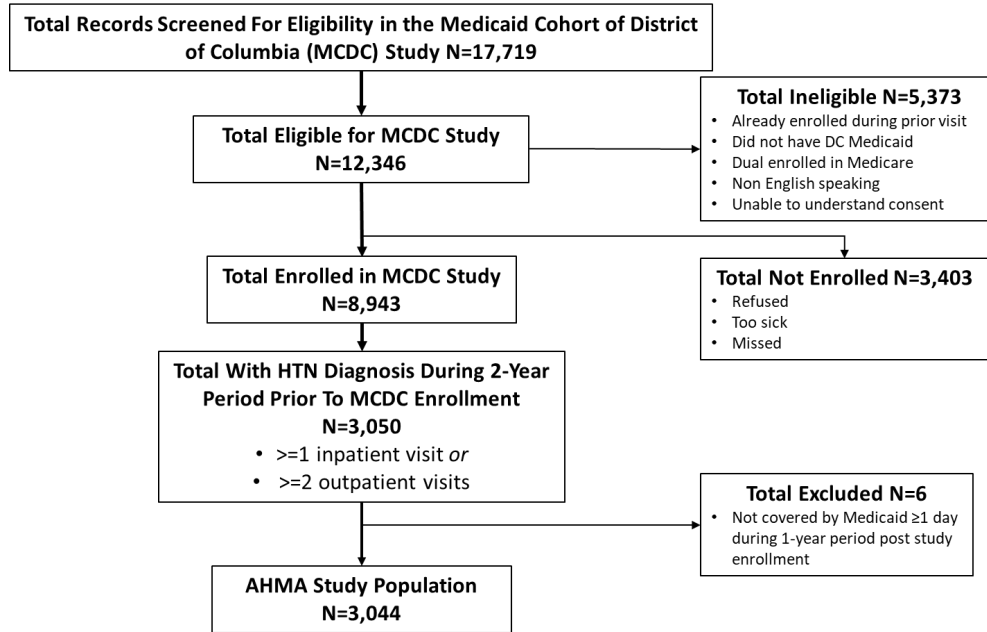 Total Records Screened For Eligibility in the Medicaid Cohort of District
of Columbia (MCDC) Study N=17,719
Total Ineligible N=5,373
• Already enrolled during prior visit
• Did not have DC Medicaid
• Dual enrolled in Medicare
• Non English speaking
• Unable to understand consent
Total Eligible for MCDC Study
N=12,346
Total Enrolled in MCDC Study
N=8,943
Total Not Enrolled N=3,403
• Refused
• Too sick
• Missed
Total With HTN Diagnosis During 2-Year
Period Prior To MCDC Enrollment
N=3,050
• >=1 inpatient visit or
• >=2 outpatient visits
Total Excluded N=6
• Not covered by Medicaid ≥1 day
during 1-year period post study
enrollment
AHMA Study Population
N=3,044